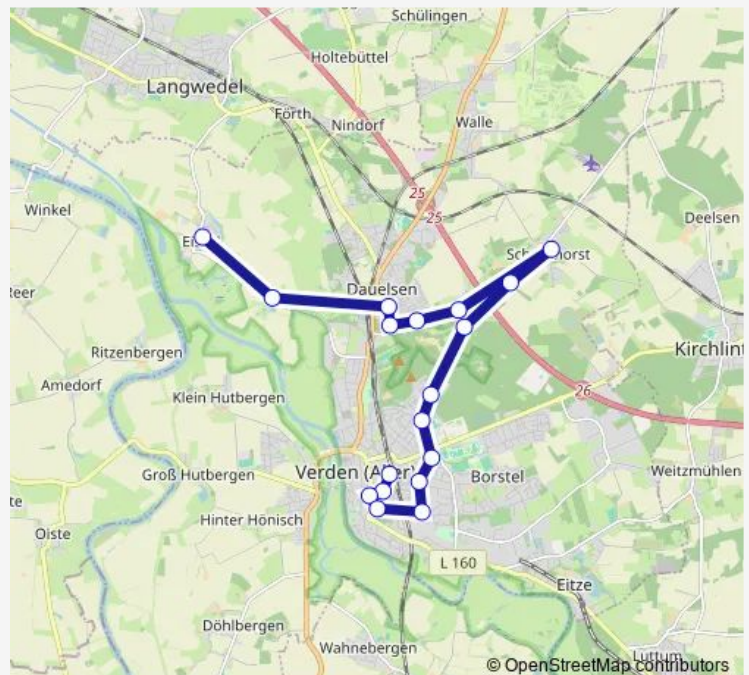 Schülingen
Holtebüttel
Langwedel
Förth
Nindorf
Walle
25
25
Winkel
Deelsen
Dauelsen
Ritzenbergen
Kirchlint
Amedorf
26
Klein Hutbergen
Verden (Aller)
Groß Hutbergen
Borstel
Weitzmühlen
Hinter Hönisch
Oiste
L 160
Eitze
Döhlbergen
Wahnebergen
Luttum
© OpenStreetMap contributors